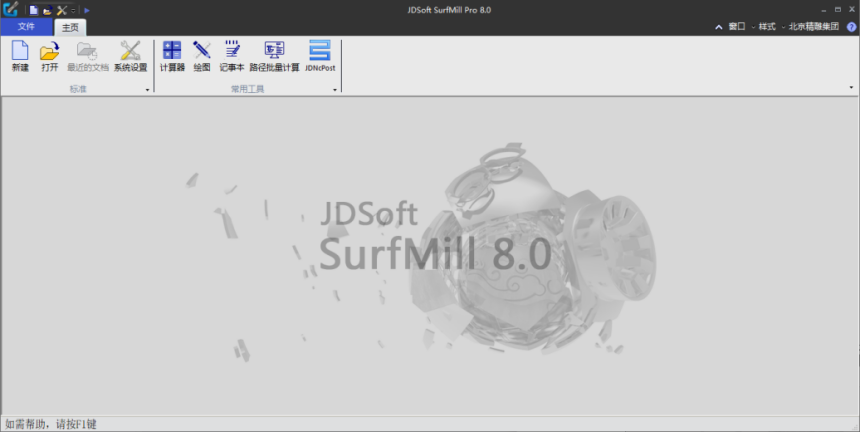 JDSoft SurfMill Pro 8.0
文件 主页 窗口 样式 北京精雕集团
新建 打开 最近的文档 系统设置 计算器 绘图 记事本 路径批量计算 JDNcPost
标准 常用工具
JDSoft
SurfMill 8.0
如需帮助，请按F1键